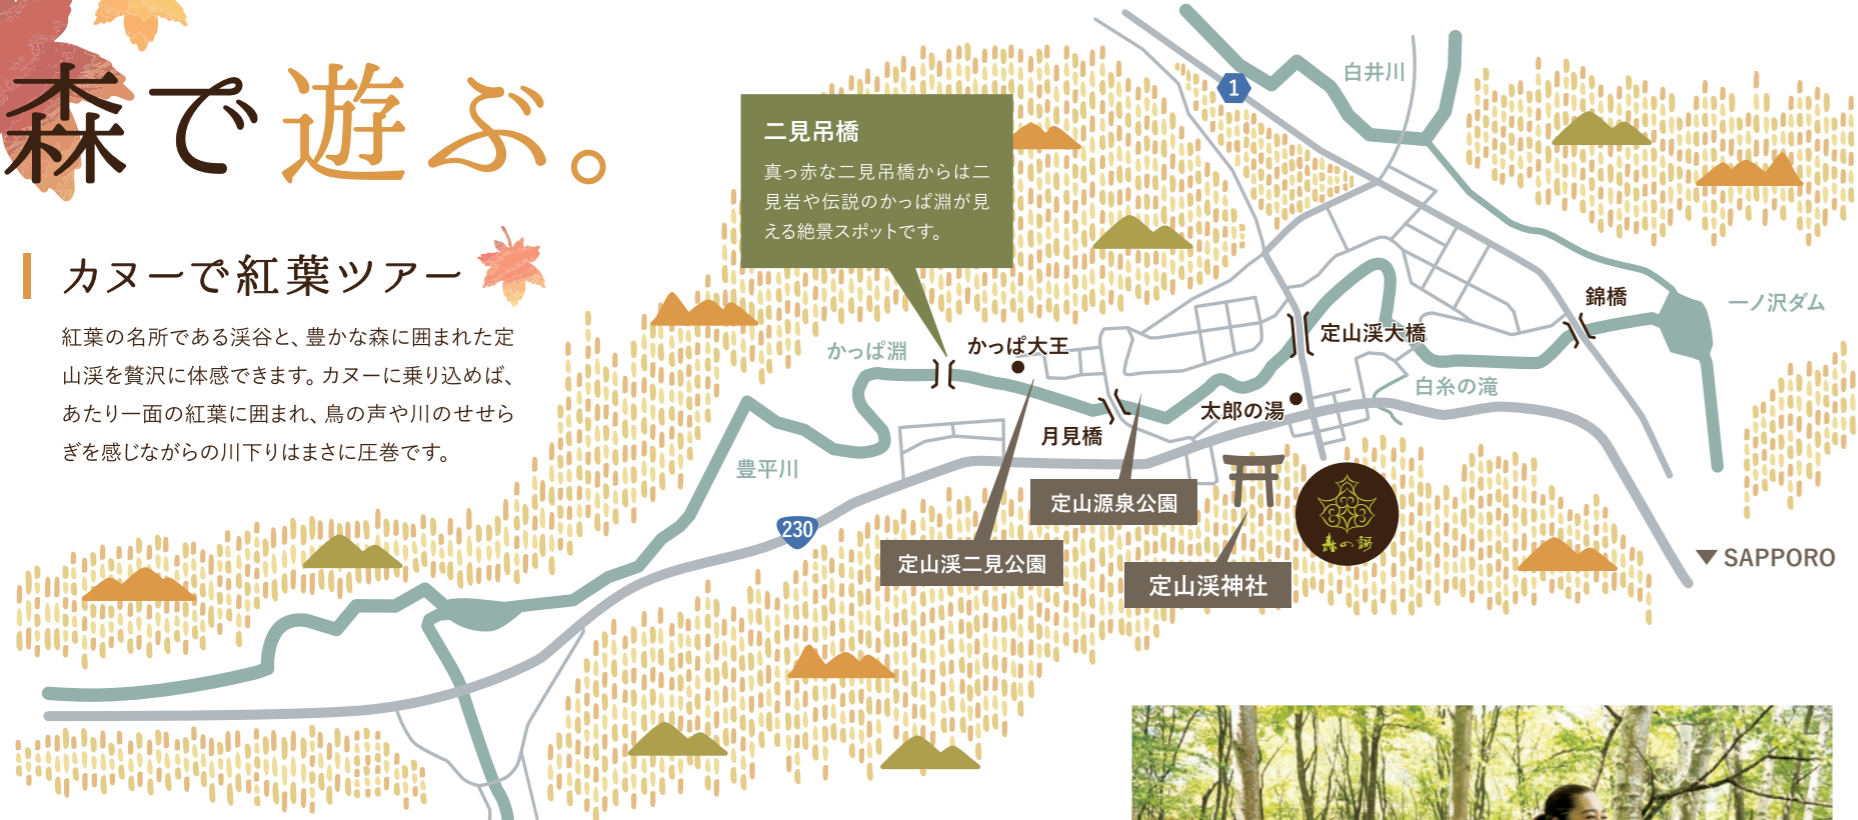 森で遊ぶ。
カヌーで紅葉ツアー
紅葉の名所である渓谷と、豊かな森に囲まれた定
山渓を贅沢に体感できます。カヌーに乗り込めば、
あたり一面の紅葉に囲まれ、鳥の声や川のせせら
ぎを感じながらの川下りはまさに圧巻です。
二見吊橋
真っ赤な二見吊橋からは二
見岩や伝説のかっぱ淵が見
える絶景スポットです。
1
白井川
一ノ沢ダム
錦橋
定山渓大橋
かっぱ淵
かっぱ大王
白糸の滝
太郎の湯
月見橋
豊平川
定山源泉公園
230
定山渓二見公園
定山渓神社
森の謌
▼SAPPORO